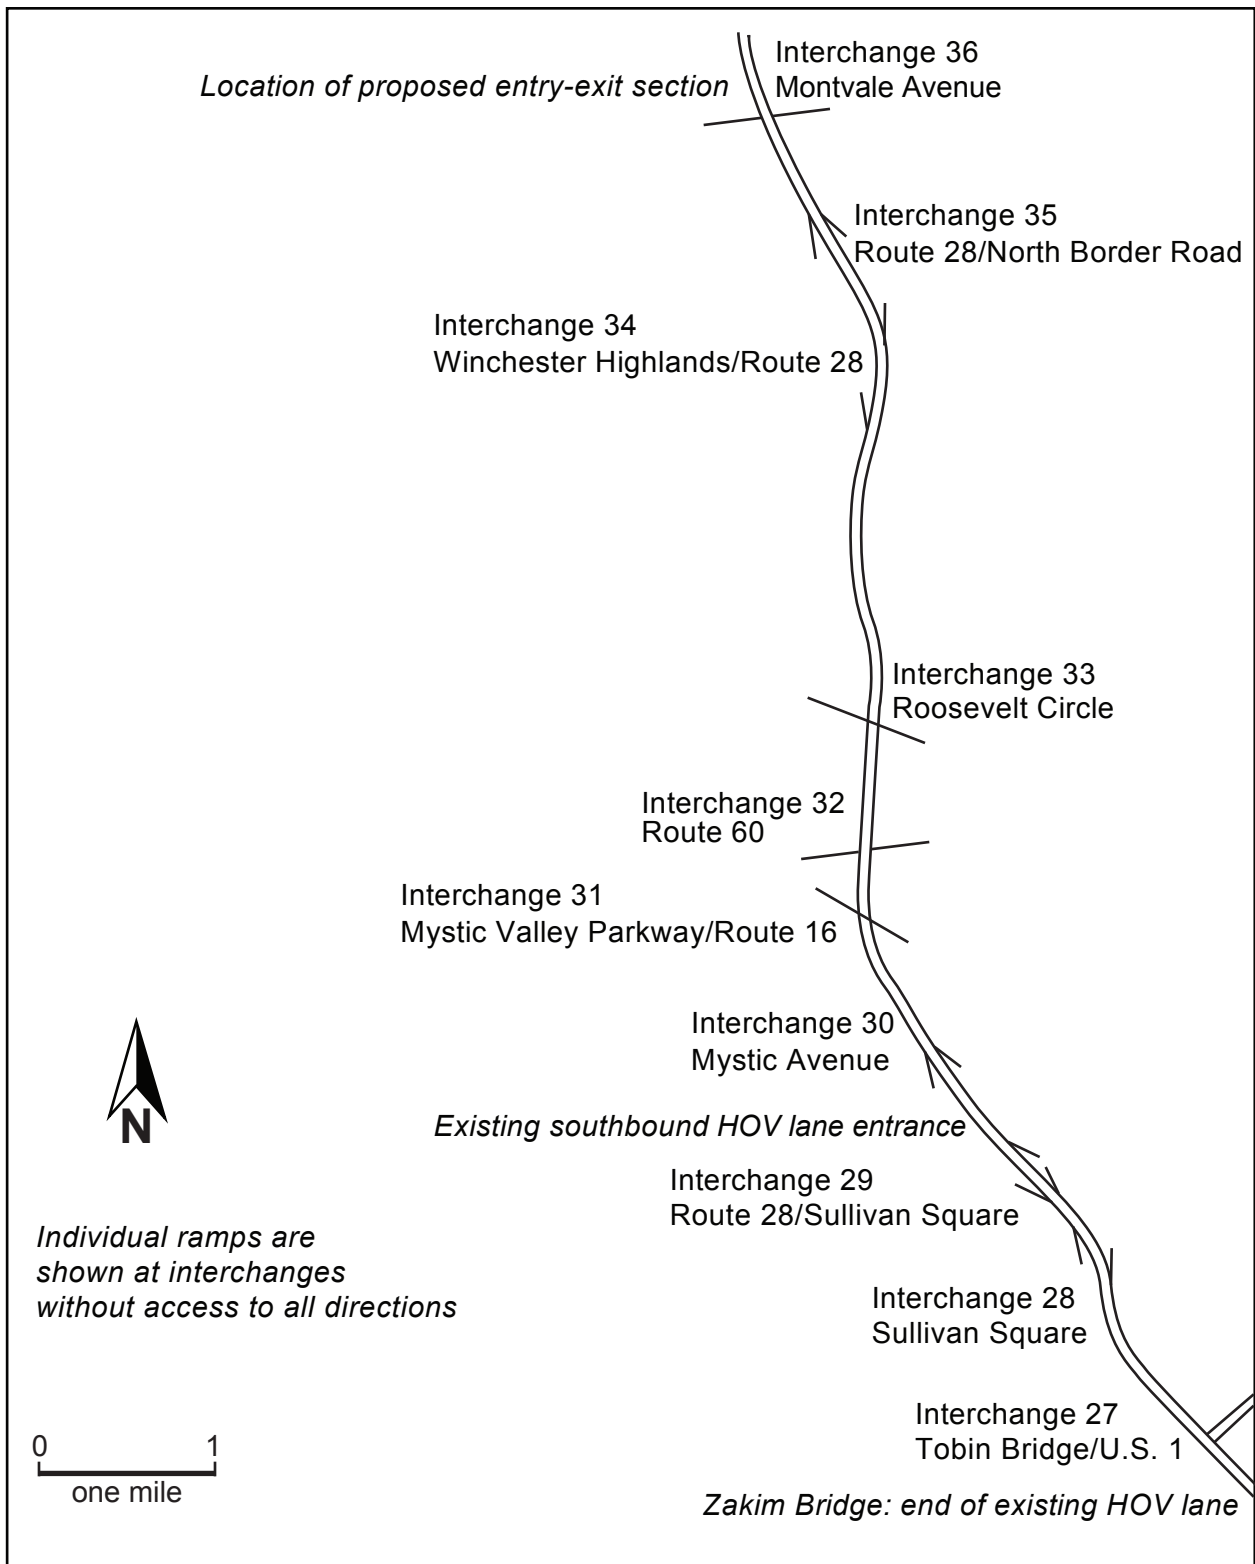 Interchange 36
Location of proposed entry-exit section
Montvale Avenue
Interchange 35
Route 28/North Border Road
Interchange 34
Winchester Highlands/Route 28
Interchange 33
Roosevelt Circle
Interchange 32
Route 60
Interchange 31
Mystic Valley Parkway/Route 16
Interchange 30
Mystic Avenue
N
Existing southbound HOV lane entrance
Interchange 29
Route 28/Sullivan Square
Individual ramps are
shown at interchanges
without access to all directions
Interchange 28
Sullivan Square
Interchange 27
Tobin Bridge/U.S. 1
0 1
one mile
Zakim Bridge: end of existing HOV lane